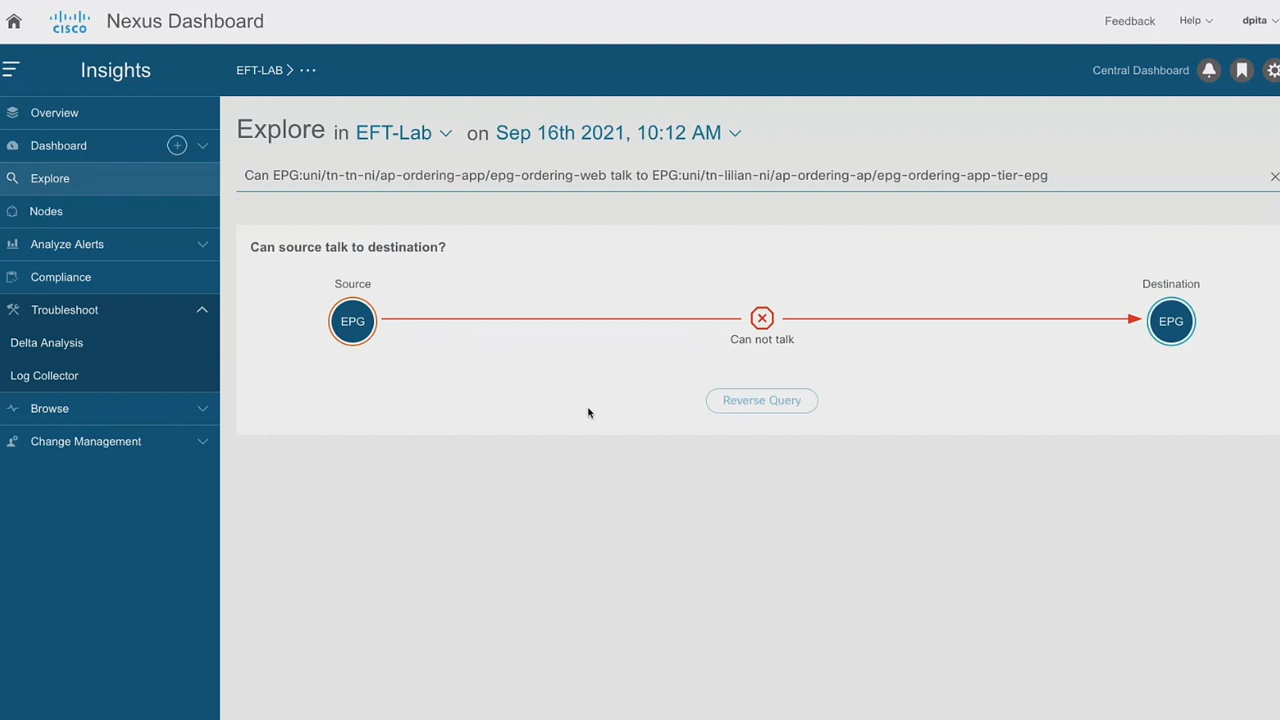 CISCO
Nexus Dashboard
Feedback
Help
dpita
Insights
EFT-LAB
Central Dashboard
Overview
Dashboard
Explore
Nodes
Analyze Alerts
Compliance
Troubleshoot
Delta Analysis
Log Collector
Browse
Change Management
Explore in EFT-Lab on Sep 16th 2021, 10:12 AM
Can EPG:uni/tn-tn-ni/ap-ordering-app/epg-ordering-web talk to EPG:uni/tn-lilian-ni/ap-ordering-ap/epg-ordering-app-tier-epg
Can source talk to destination?
Source
Destination
EPG
EPG
Can not talk
Reverse Query